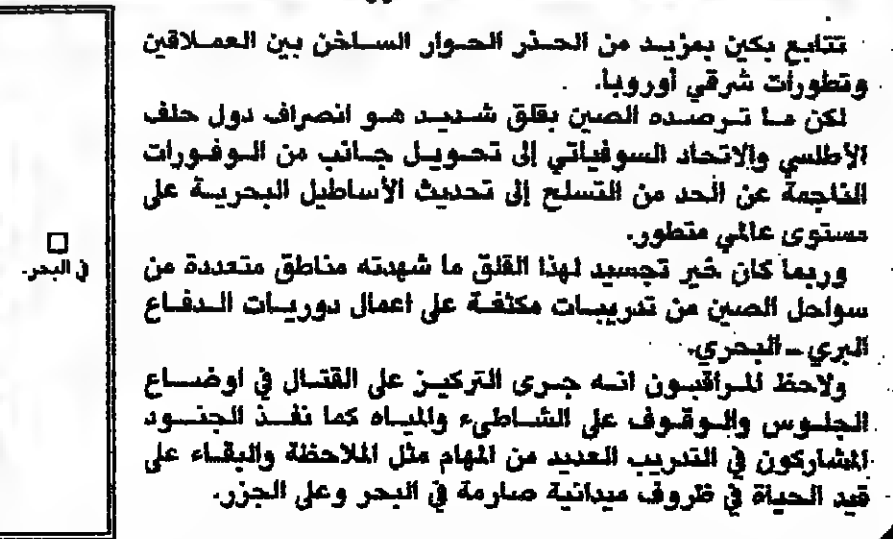 تتابع بكين بمزيد من الحذر الحوار الساخن بين العملاقين
وتطورات شرقي أوروبا.
لكن ما ترصده الصين بقلق شديد هو انصراف دول حلف
الأطلسي والاتحاد السوفياتي إلى تحويل جانب من الوفورات
الناجمة عن الحد من التسلح إلى تحديث الأساطيل البحرية على
مستوى عالمي متطور.
وربما كان خير تجسيد لهذا القلق ما شهدته مناطق متعددة من
سواحل الصين من تدريبات مكثفة على اعمال دوريات الدفاع
البري ـ البحري.
ولاحظ المراقبون انه جرى التركيز على القتال في اوضاع
الجلوس والوقوف على الشاطيء والمياه كما نفذ الجنود
المشاركون في التدريب العديد من المهام مثل الملاحظة والبقاء على
قيد الحياة في ظروف ميدانية صارمة في البحر وعلى الجزر.
□
في البحر.